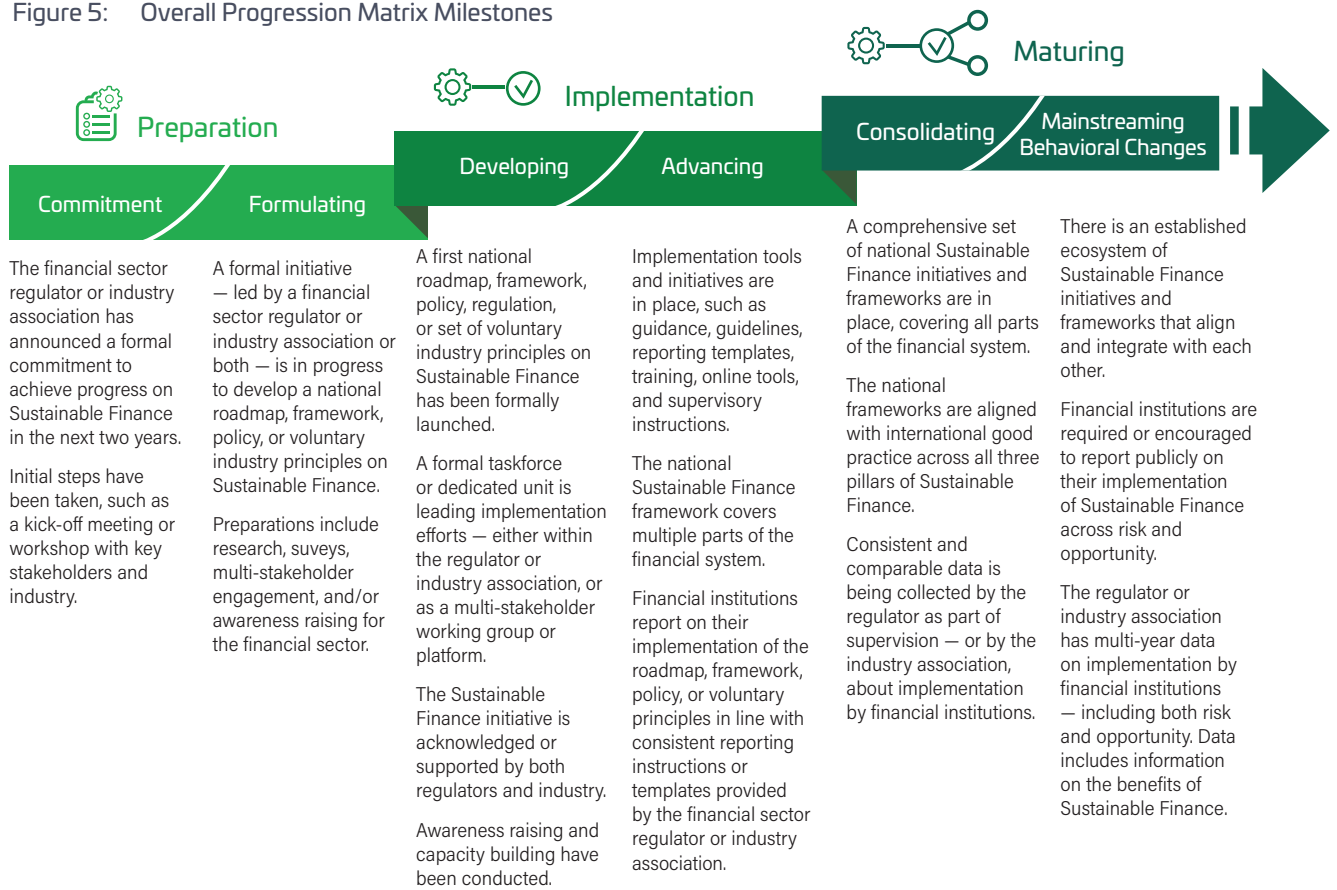 Figure 5: Overall Progression Matrix Milestones
Preparation
Commitment
The financial sector
regulator or industry
association has
announced a formal
commitment to
achieve progress on
Sustainable Finance
in the next two years.
Initial steps have
been taken, such as
a kick-off meeting or
workshop with key
stakeholders and
industry.
Formulating
A formal initiative
— led by a financial
sector regulator or
industry association or
both — is in progress
to develop a national
roadmap, framework,
policy, or voluntary
industry principles on
Sustainable Finance.
Preparations include
research, suveys,
multi-stakeholder
engagement, and/or
awareness raising for
the financial sector.
Implementation
Developing
A first national
roadmap, framework,
policy, regulation,
or set of voluntary
industry principles on
Sustainable Finance
has been formally
launched.
A formal taskforce
or dedicated unit is
leading implementation
efforts — either within
the regulator or
industry association, or
as a multi-stakeholder
working group or
platform.
The Sustainable
Finance initiative is
acknowledged or
supported by both
regulators and industry.
Awareness raising and
capacity building have
been conducted.
Advancing
Implementation tools
and initiatives are
in place, such as
guidance, guidelines,
reporting templates,
training, online tools,
and supervisory
instructions.
The national
Sustainable Finance
framework covers
multiple parts of the
financial system.
Financial institutions
report on their
implementation of the
roadmap, framework,
policy, or voluntary
principles in line with
consistent reporting
instructions or
templates provided
by the financial sector
regulator or industry
association.
Maturing
Consolidating
A comprehensive set
of national Sustainable
Finance initiatives and
frameworks are in
place, covering all parts
of the financial system.
The national
frameworks are aligned
with international good
practice across all three
pillars of Sustainable
Finance.
Consistent and
comparable data is
being collected by the
regulator as part of
supervision — or by the
industry association,
about implementation
by financial institutions.
Mainstreaming
Behavioral Changes
There is an established
ecosystem of
Sustainable Finance
initiatives and
frameworks that align
and integrate with each
other.
Financial institutions are
required or encouraged
to report publicly on
their implementation
of Sustainable Finance
across risk and
opportunity.
The regulator or
industry association
has multi-year data
on implementation by
financial institutions
— including both risk
and opportunity. Data
includes information
on the benefits of
Sustainable Finance.